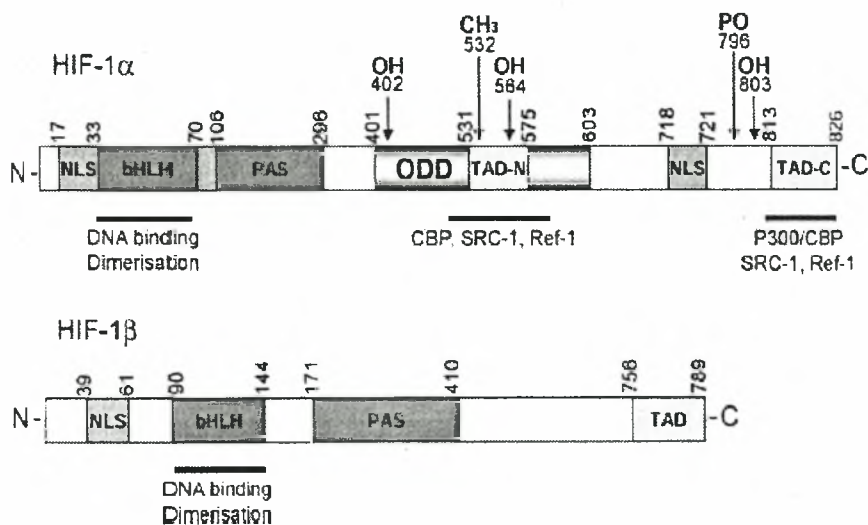 HIF-1α
OH
402
CH₃
532
OH
564
PO
796
OH
803
17 33 70 106 298 401 531 575 603 718 721 813 826
N- NLS bHLH PAS ODD TAD-N NLS TAD-C -C
DNA binding
Dimerisation
CBP, SRC-1, Ref-1
P300/CBP
SRC-1, Ref-1
HIF-1β
39 61 90 144 171 410 756 789
N- NLS bHLH PAS TAD -C
DNA binding
Dimerisation